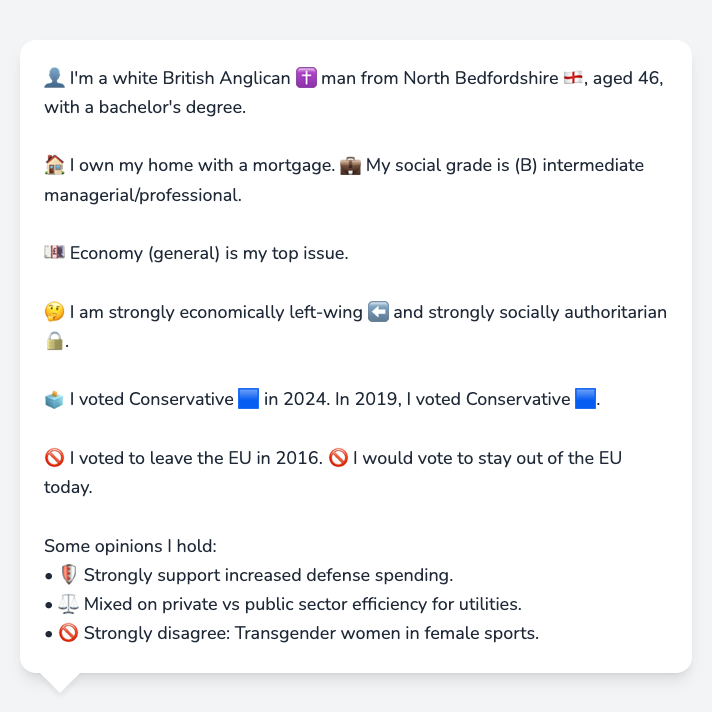 👤 I'm a white British Anglican ✝️ man from North Bedfordshire 🏴󠁧󠁢󠁥󠁮󠁧󠁿, aged 46,
with a bachelor's degree.
🏠 I own my home with a mortgage. 💼 My social grade is (B) intermediate
managerial/professional.
💷 Economy (general) is my top issue.
🤔 I am strongly economically left-wing ⬅️ and strongly socially authoritarian
🔒.
🗳️ I voted Conservative 🟦 in 2024. In 2019, I voted Conservative 🟦.
🚫 I voted to leave the EU in 2016. 🚫 I would vote to stay out of the EU
today.
Some opinions I hold:
• 🛡️ Strongly support increased defense spending.
• ⚖️ Mixed on private vs public sector efficiency for utilities.
• 🚫 Strongly disagree: Transgender women in female sports.